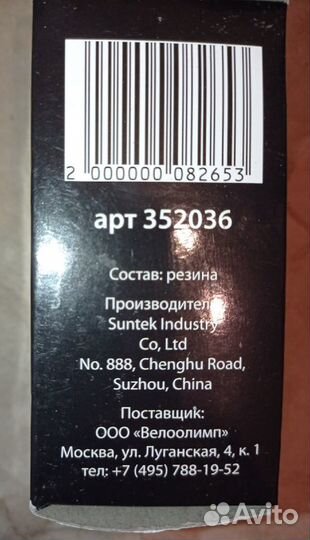 2 000000 082653
арт 352036
Состав: резина
Производитель:
Suntek Industry
Co, Ltd
No. 888, Chenghu Road,
Suzhou, China
Поставщик:
ООО «Велоолимп»
Москва, ул. Луганская, 4, к. 1
тел: +7 (495) 788-19-52
Avito